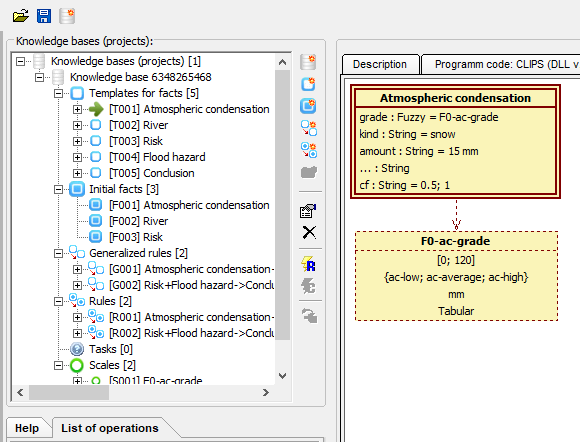 Knowledge bases (projects):
Knowledge bases (projects) [1]
Knowledge base 6348265468
Templates for facts [5]
[T001] Atmospheric condensation
[T002] River
[T003] Risk
[T004] Flood hazard
[T005] Conclusion
Initial facts [3]
[F001] Atmospheric condensation
[F002] River
[F003] Risk
Generalized rules [2]
[G001] Atmospheric condensation-
[G002] Risk+Flood hazard->Conclu
Rules [2]
[R001] Atmospheric condensation-
[R002] Risk+Flood hazard->Conclu
Tasks [0]
Scales [2]
[S001] F0-ac-grade
Help
List of operations
R
C
Description
Programm code: CLIPS (DLL v
Atmospheric condensation
grade : Fuzzy = F0-ac-grade
kind : String = snow
amount : String = 15 mm
... : String
cf : String = 0.5; 1
F0-ac-grade
[0; 120]
{ac-low; ac-average; ac-high}
mm
Tabular